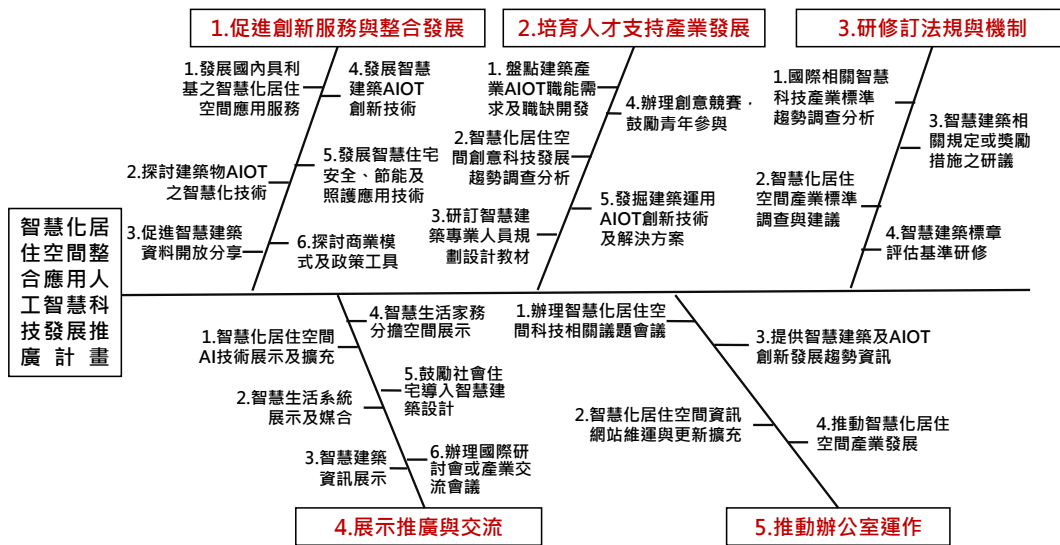 1.促進創新服務與整合發展
1.發展國內具利
基之智慧化居住
空間應用服務
2.探討建築物AIOT
之智慧化技術
3.促進智慧建築
資料開放分享
4.發展智慧
建築AIOT
創新技術
5.發展智慧住宅
安全、節能及
照護應用技術
6.探討商業模
式及政策工具
2.培育人才支持產業發展
1. 盤點建築產
業AIOT職能需
求及職缺開發
2.智慧化居住空
間創意科技發展
趨勢調查分析
3.研訂智慧建
築專業人員規
劃設計教材
4.辦理創意競賽，
鼓勵青年參與
5.發掘建築運用
AIOT創新技術
及解決方案
3.研修訂法規與機制
1.國際相關智慧
科技產業標準
趨勢調查分析
2.智慧化居住
空間產業標準
調查與建議
3.智慧建築相
關規定或獎勵
措施之研議
4.智慧建築標章
評估基準研修
智慧化居
住空間整
合應用人
工智慧科
技發展推
廣計畫
1.智慧化居住空間
AI技術展示及擴充
2.智慧生活系統
展示及媒合
3.智慧建築
資訊展示
4.智慧生活家務
分擔空間展示
5.鼓勵社會住
宅導入智慧建
築設計
6.辦理國際研
討會或產業交
流會議
4.展示推廣與交流
1.辦理智慧化居住空
間科技相關議題會議
2.智慧化居住空間資訊
網站維運與更新擴充
3.提供智慧建築及AIOT
創新發展趨勢資訊
4.推動智慧化居住
空間產業發展
5.推動辦公室運作